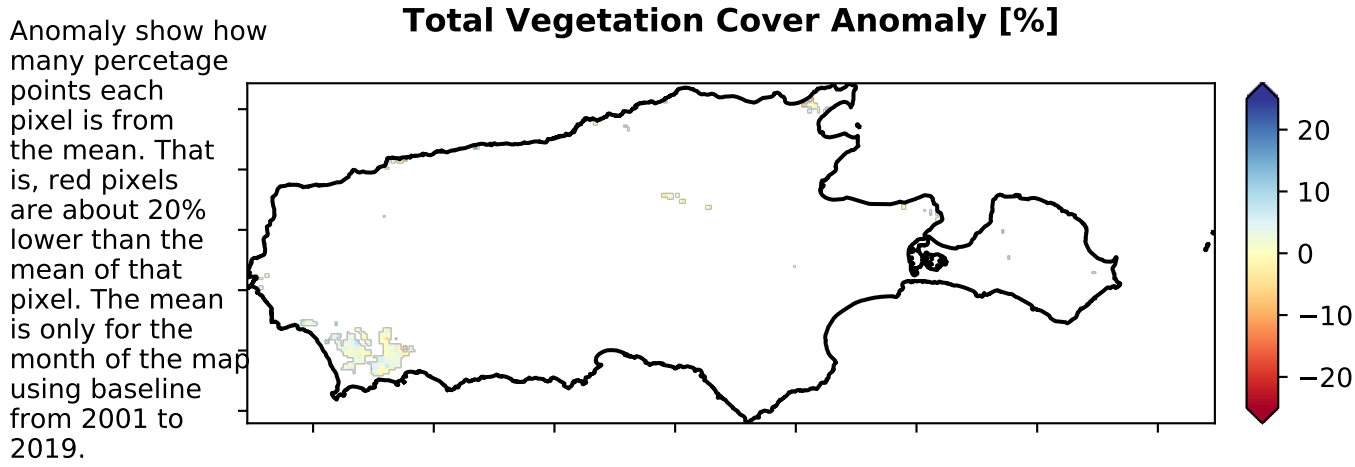 Total Vegetation Cover Anomaly [%]
Anomaly show how
many percetage
points each
pixel is from
the mean. That
is, red pixels
are about 20%
lower than the
mean of that
pixel. The mean
is only for the
month of the map
using baseline
from 2001 to
2019.
20
10
0
−10
−20